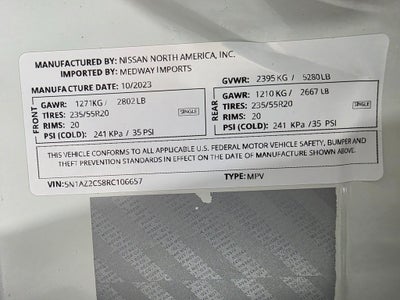 MANUFACTURED BY: NISSAN NORTH AMERICA, INC.
IMPORTED BY: MEDWAY IMPORTS
MANUFACTURE DATE: 10/2023
GVWR: 2395 KG / 5280 LB
FRONT
GAWR: 1271KG / 2802 LB
TIRES: 235/55R20
SINGLE
RIMS: 20
PSI (COLD): 241 KPa / 35 PSI
REAR
GAWR: 1210 KG / 2667 LB
TIRES: 235/55R20
SINGLE
RIMS: 20
PSI (COLD): 241 KPa /35 PSI
THIS VEHICLE CONFORMS TO ALL APPLICABLE U.S. FEDERAL MOTOR VEHICLE SAFETY, BUMPER AND
THEFT PREVENTION STANDARDS IN EFFECT ON THE DATE OF MANUFACTURE SHOWN ABOVE.
VIN: 5N1AZ2CS8RC106657
TYPE: MPV